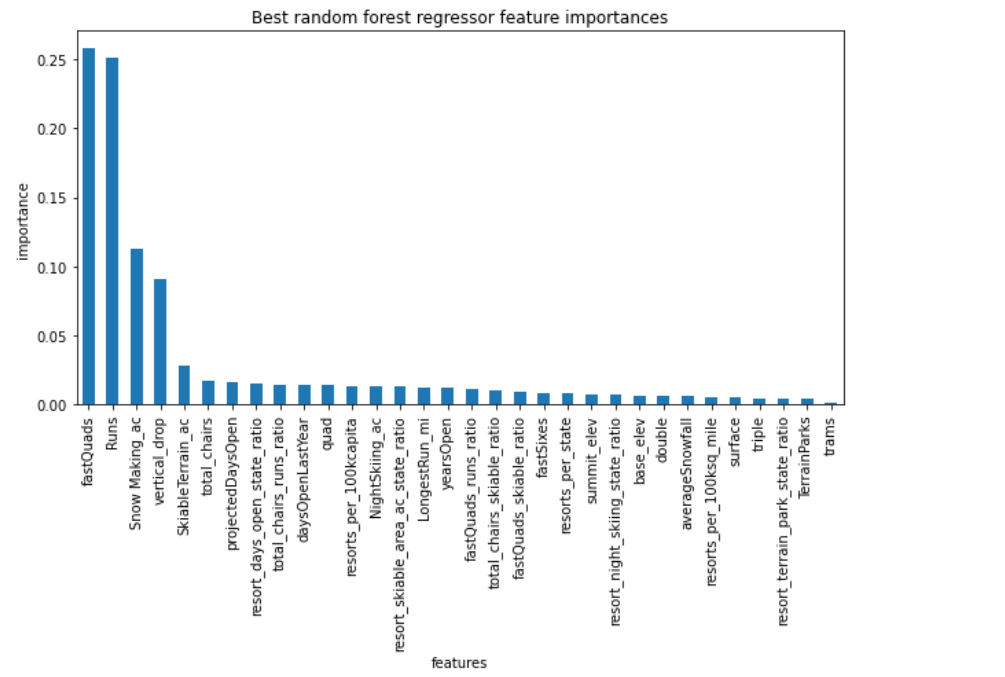 Best random forest regressor feature importances
importance
0.25
0.20
0.15
0.10
0.05
0.00
fastQuads
Runs
Snow Making_ac
vertical_drop
SkiableTerrain_ac
total_chairs
projectedDaysOpen
resort_days_open_state_ratio
total_chairs_runs_ratio
daysOpenLastYear
quad
resorts_per_100kcapita
NightSkiing_ac
resort_skiable_area_ac_state_ratio
LongestRun_mi
yearsOpen
fastQuads_runs_ratio
total_chairs_skiable_ratio
fastQuads_skiable_ratio
fastSixes
resorts_per_state
summit_elev
resort_night_skiing_state_ratio
base_elev
double
averageSnowfall
resorts_per_100ksq_mile
surface
triple
resort_terrain_park_state_ratio
TerrainParks
trams
features